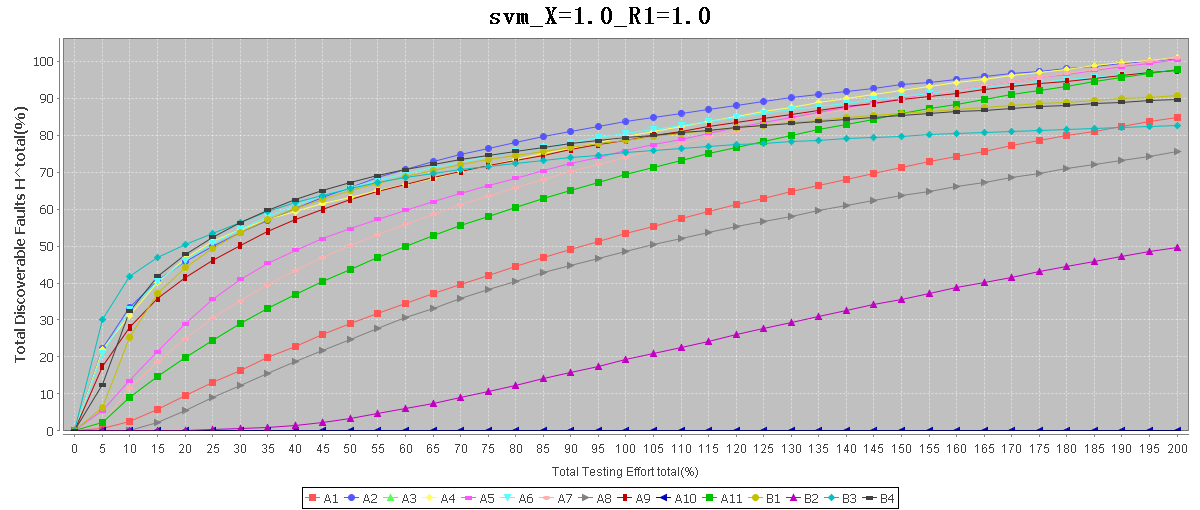 svm_X=1.0_R1=1.0
Total Discoverable Faults H^total(%)
100
90
80
70
60
50
40
30
20
10
0
0 5 10 15 20 25 30 35 40 45 50 55 60 65 70 75 80 85 90 95 100 105 110 115 120 125 130 135 140 145 150 155 160 165 170 175 180 185 190 195 200
Total Testing Effort total(%)
A1 A2 A3 A4 A5 A6 A7 A8 A9 A10 A11 B1 B2 B3 B4